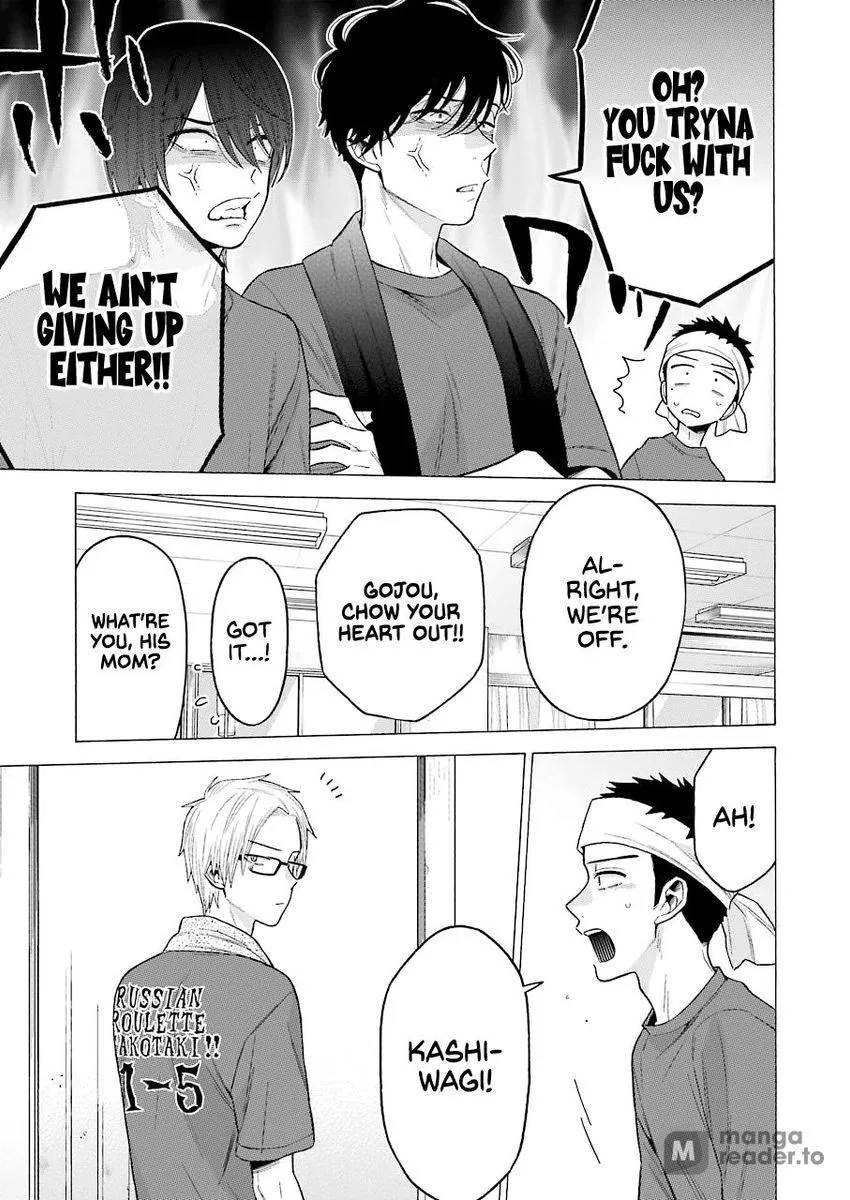 OH?
YOU TRYNA
FUCK WITH
US?
WE AIN'T
GIVING UP
EITHER!!
AL-
RIGHT,
WE'RE
OFF.
GOJOU,
CHOW YOUR
HEART OUT!!
GOT
IT...!
WHAT'RE
YOU, HIS
MOM?
AH!
KASHI-
WAGI!
RUSSIAN
ROULETTE
TAKOTAKI!!
1-5
M manga
reader.to